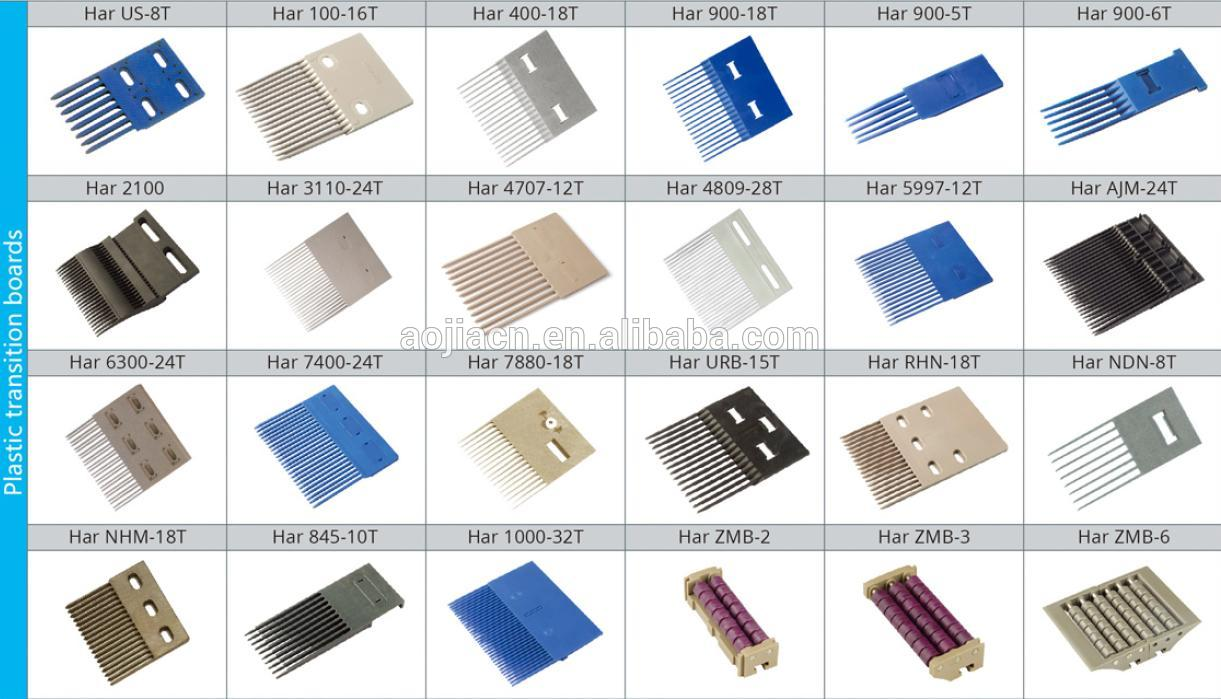 Plastic transition boards
Har US-8T
Har 100-16T
Har 400-18T
Har 900-18T
Har 900-5T
Har 900-6T
Har 2100
Har 3110-24T
Har 4707-12T
Har 4809-28T
Har 5997-12T
Har AJM-24T
aojiacn.en.alibaba.com
Har 6300-24T
Har 7400-24T
Har 7880-18T
Har URB-15T
Har RHN-18T
Har NDN-8T
Har NHM-18T
Har 845-10T
Har 1000-32T
Har ZMB-2
Har ZMB-3
Har ZMB-6